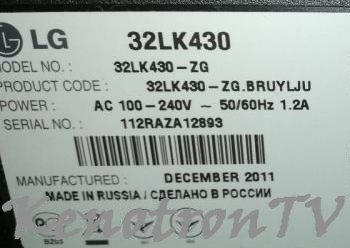 LG 32LK430
MODEL NO. : 32LK430-ZG
PRODUCT CODE : 32LK430-ZG.BRUYLJU
POWER : AC 100-240V ~ 50/60Hz 1.2A
SERIAL NO. : 112RAZA12893
MANUFACTURED : DECEMBER 2011
MADE IN RUSSIA / СДЕЛАНО В РОССИИ
KenotronTV